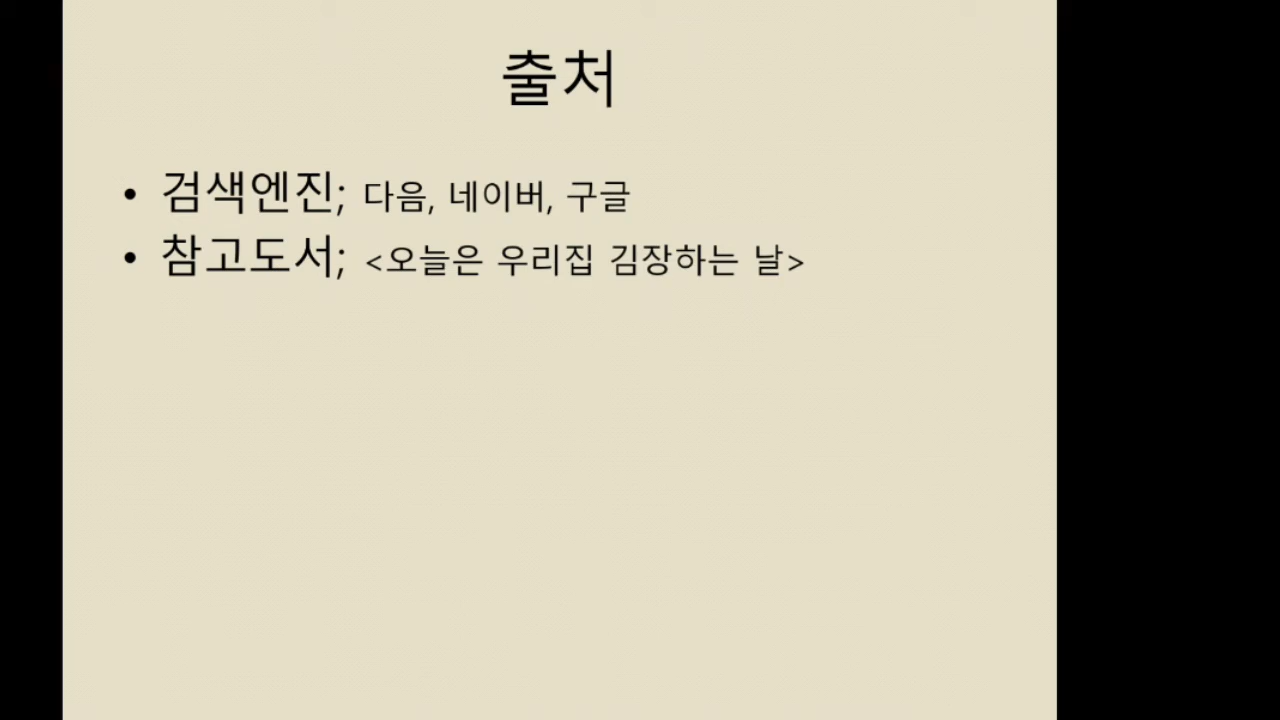 출처
• 검색엔진; 다음, 네이버, 구글
• 참고도서; <오늘은 우리집 김장하는 날>